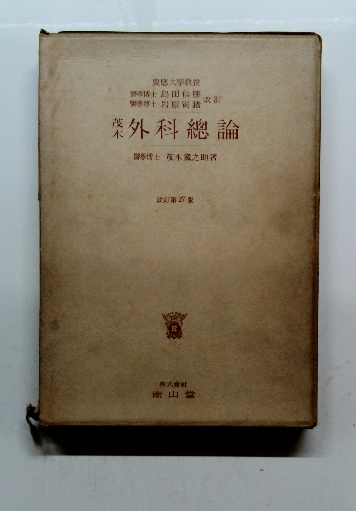 慶應大學教授
醫學博士 島田信勝
醫學博士 岩原寅猪
改訂
茂木 外科總論
醫學博士 茂木藏之助著
改訂第27版
株式會社
南山堂